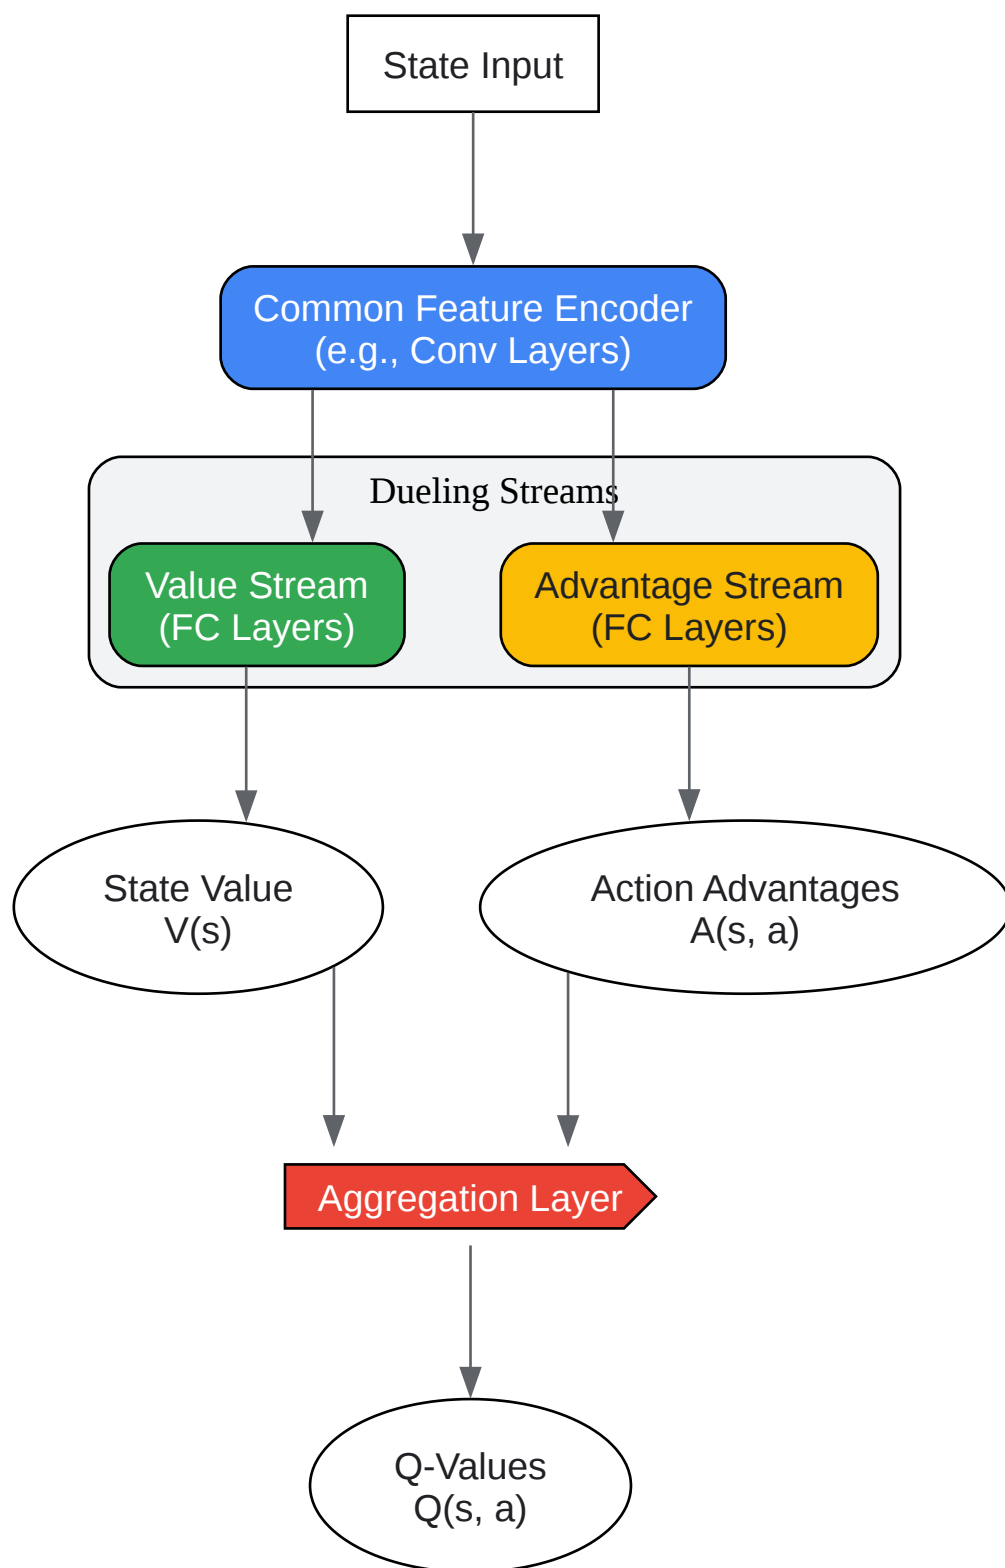 State Input
Common Feature Encoder
(e.g., Conv Layers)
Dueling Streams
Value Stream
(FC Layers)
Advantage Stream
(FC Layers)
State Value
V(s)
Action Advantages
A(s, a)
Aggregation Layer
Q-Values
Q(s, a)